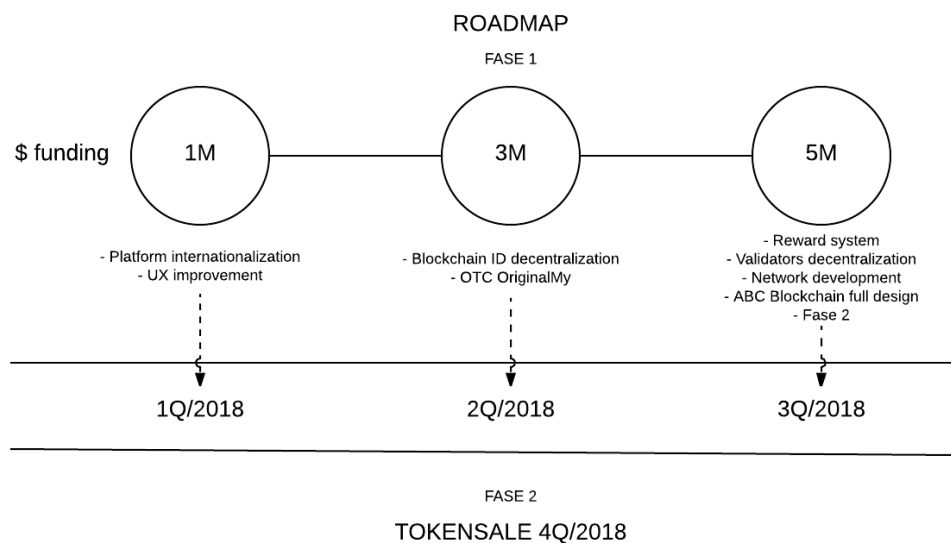 ROADMAP
FASE 1
$ funding
1M
3M
5M
- Platform internationalization
- UX improvement
- Blockchain ID decentralization
- OTC OriginalMy
- Reward system
- Validators decentralization
- Network development
- ABC Blockchain full design
- Fase 2
1Q/2018
2Q/2018
3Q/2018
FASE 2
TOKENSALE 4Q/2018